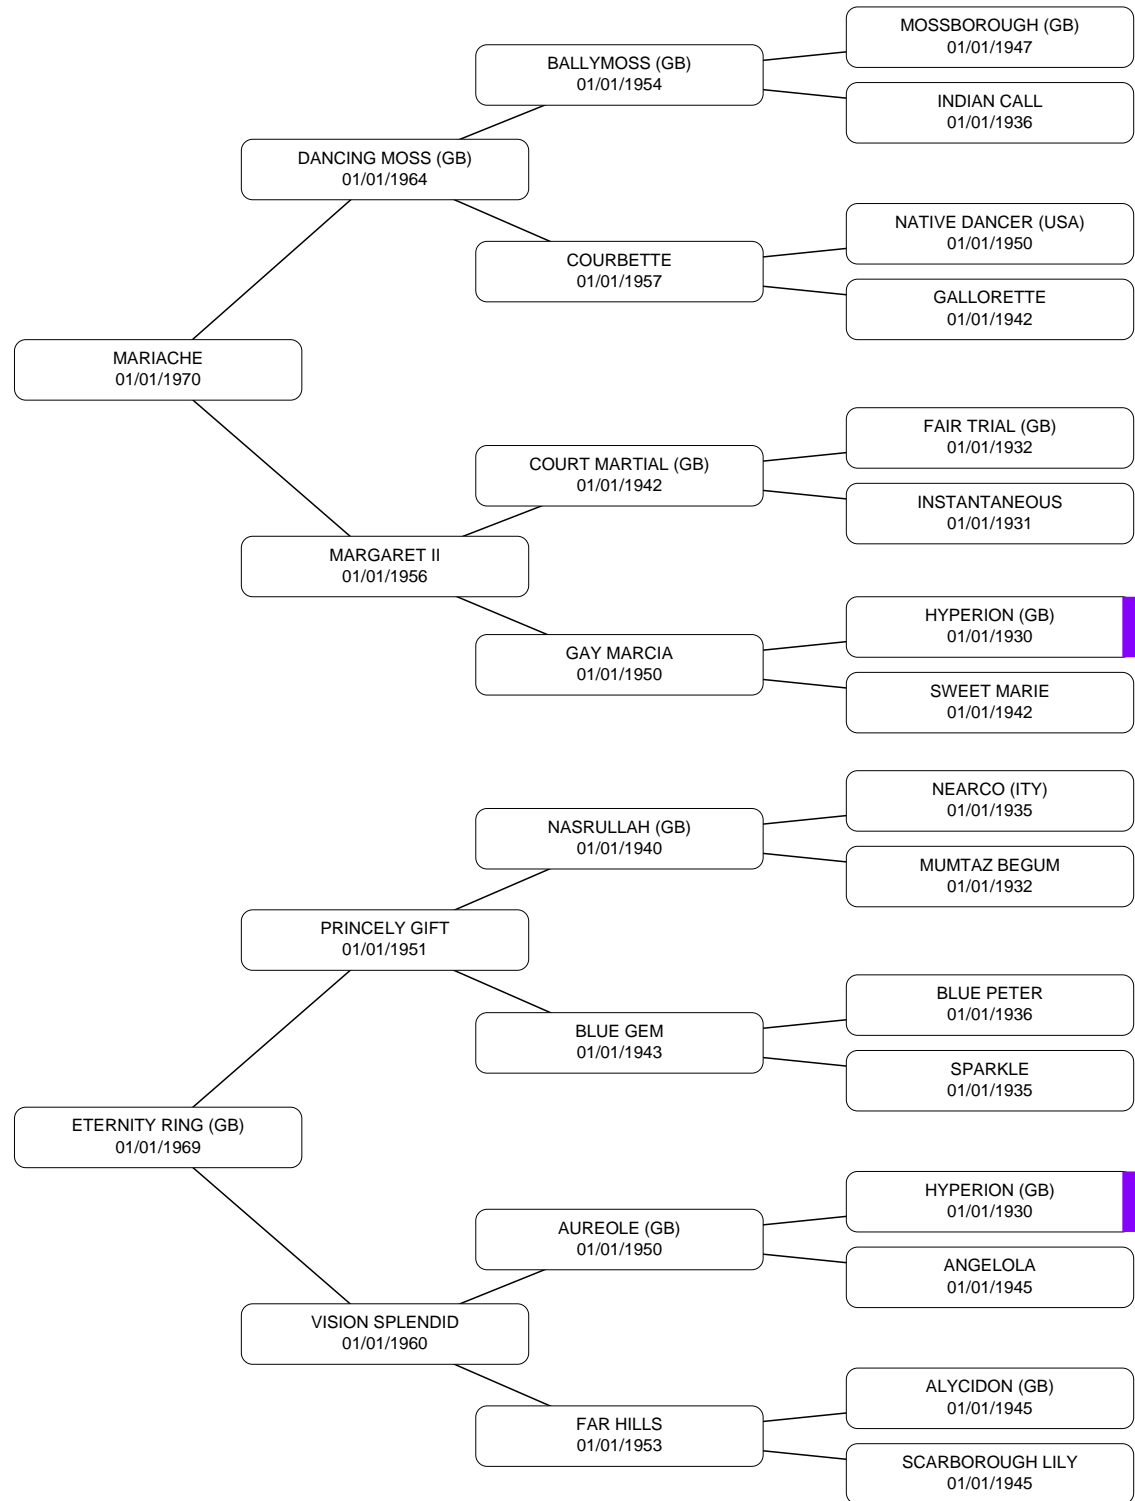 MOSSBOROUGH (GB)
01/01/1947
BALLYMOSS (GB)
01/01/1954
INDIAN CALL
01/01/1936
DANCING MOSS (GB)
01/01/1964
NATIVE DANCER (USA)
01/01/1950
COURBETTE
01/01/1957
GALLORETTE
01/01/1942
MARIACHE
01/01/1970
FAIR TRIAL (GB)
01/01/1932
COURT MARTIAL (GB)
01/01/1942
INSTANTANEOUS
01/01/1931
MARGARET II
01/01/1956
HYPERION (GB)
01/01/1930
GAY MARCIA
01/01/1950
SWEET MARIE
01/01/1942
NEARCO (ITY)
01/01/1935
NASRULLAH (GB)
01/01/1940
MUMTAZ BEGUM
01/01/1932
PRINCELY GIFT
01/01/1951
BLUE PETER
01/01/1936
BLUE GEM
01/01/1943
SPARKLE
01/01/1935
ETERNITY RING (GB)
01/01/1969
HYPERION (GB)
01/01/1930
AUREOLE (GB)
01/01/1950
ANGELOLA
01/01/1945
VISION SPLENDID
01/01/1960
ALYCIDON (GB)
01/01/1945
FAR HILLS
01/01/1953
SCARBOROUGH LILY
01/01/1945